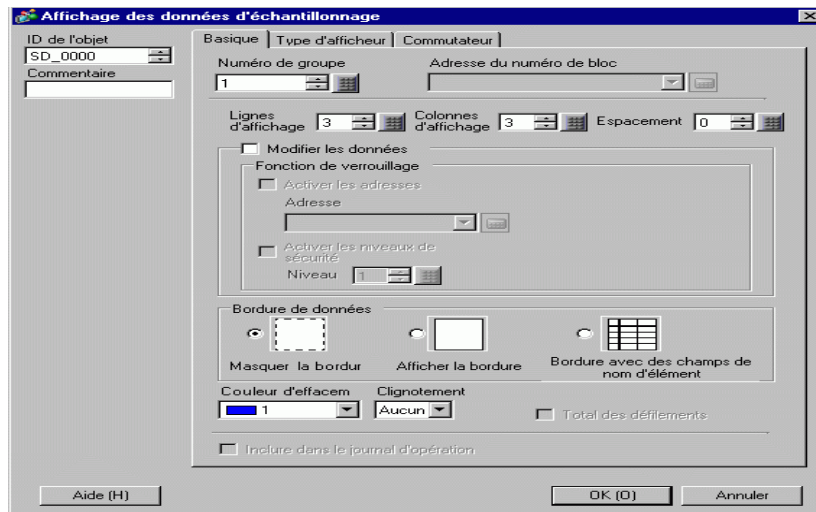 Affichage des données d'échantillonnage
ID de l'objet
SD_0000
Commentaire
Basique
Type d'afficheur
Commutateur
Numéro de groupe
1
Adresse du numéro de bloc
Lignes
d'affichage
3
Colonnes
d'affichage
3
Espacement
0
Modifier les données
Fonction de verrouillage
Activer les adresses
Adresse
Activer les niveaux de
sécurité
Niveau
1
Bordure de données
Masquer la bordur
Afficher la bordure
Bordure avec des champs de
nom d'élément
Couleur d'effacem
1
Clignotement
Aucun
Total des défilements
Inclure dans le journal d'opération
Aide (H)
OK (O)
Annuler